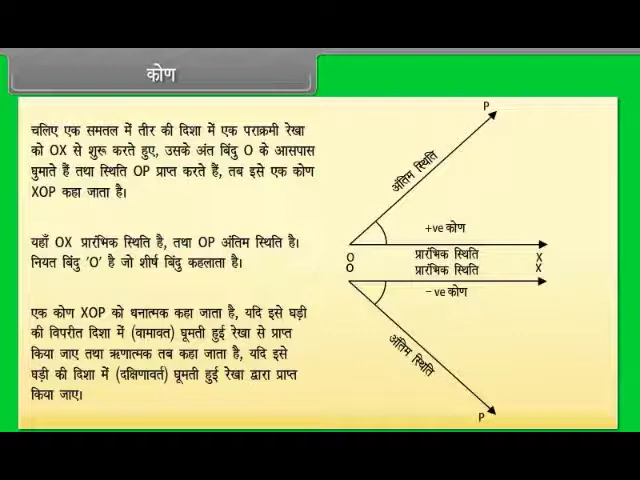 कोण
चलिए एक समतल में तीर की दिशा में एक पराक्रमी रेखा
को OX से शुरू करते हुए, उसके अंत बिंदु O के आसपास
घुमाते हैं तथा स्थिति OP प्राप्त करते हैं, तब इसे एक कोण
XOP कहा जाता है।
यहाँ OX प्रारंभिक स्थिति है, तथा OP अंतिम स्थिति है।
नियत बिंदु 'O' है जो शीर्ष बिंदु कहलाता है।
एक कोण XOP को धनात्मक कहा जाता है, यदि इसे घड़ी
की विपरीत दिशा में (वामावत) घूमती हुई रेखा से प्राप्त
किया जाए तथा ऋणात्मक तब कहा जाता है, यदि इसे
घड़ी की दिशा में (दक्षिणावर्त) घूमती हुई रेखा द्वारा प्राप्त
किया जाए।
P
अंतिम स्थिति
+ve कोण
O प्रारंभिक स्थिति X
O प्रारंभिक स्थिति X
– ve कोण
अंतिम स्थिति
P